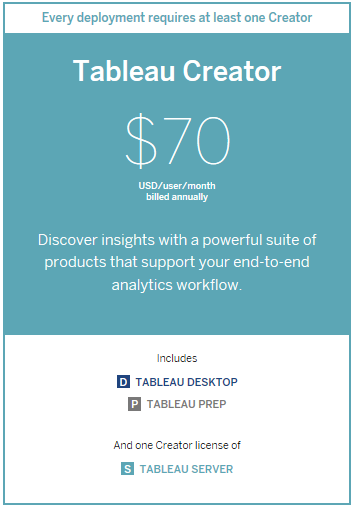 Every deployment requires at least one Creator
Tableau Creator
$70
USD/user/month
billed annually
Discover insights with a powerful suite of
products that support your end-to-end
analytics workflow.
Includes
D TABLEAU DESKTOP
P TABLEAU PREP
And one Creator license of
S TABLEAU SERVER